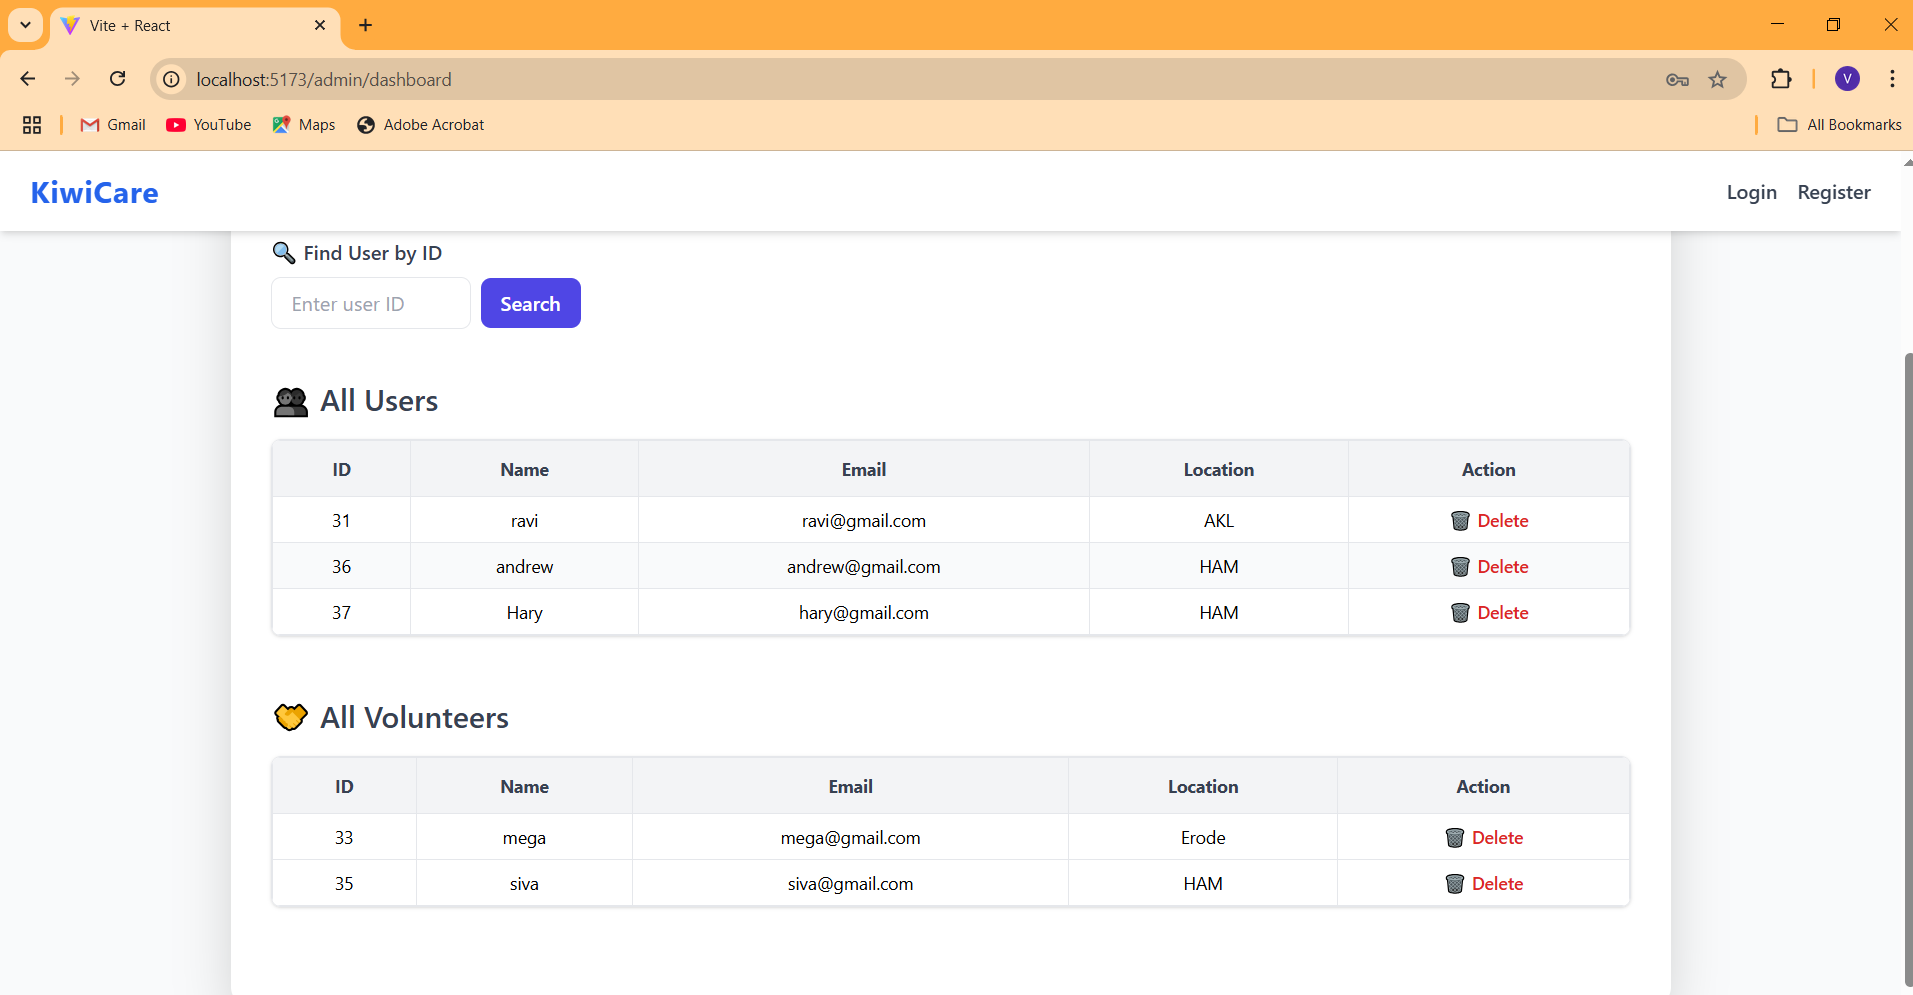 Vite + React
localhost:5173/admin/dashboard
V
Gmail YouTube Maps Adobe Acrobat All Bookmarks
KiwiCare Login Register
Find User by ID
Enter user ID Search
All Users
ID Name Email Location Action
31 ravi ravi@gmail.com AKL Delete
36 andrew andrew@gmail.com HAM Delete
37 Hary hary@gmail.com HAM Delete
All Volunteers
ID Name Email Location Action
33 mega mega@gmail.com Erode Delete
35 siva siva@gmail.com HAM Delete